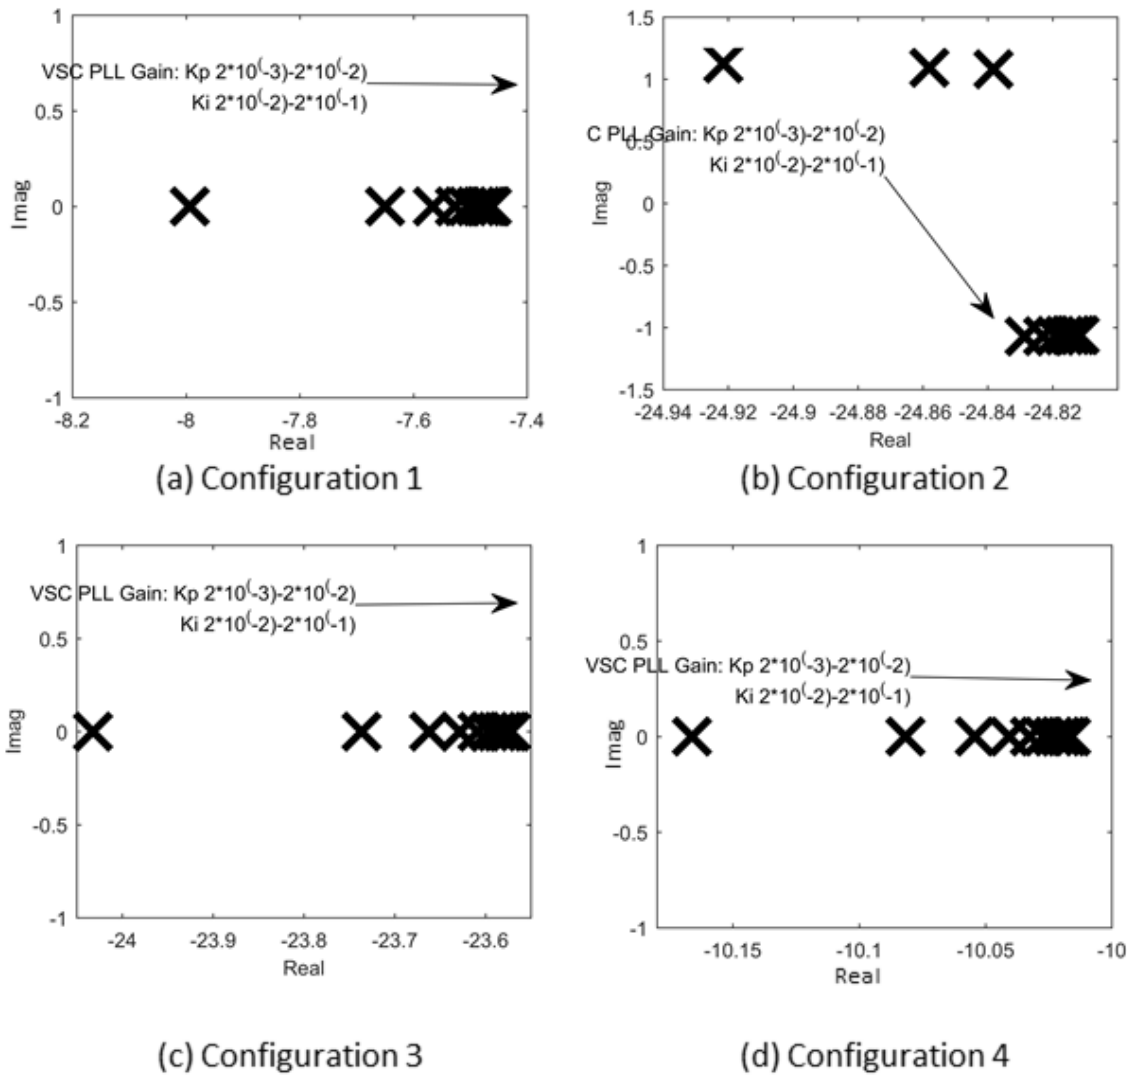 1
VSC PLL Gain: Kp 2*10(-3)-2*10(-2)
Ki 2*10(-2)-2*10(-1)
0.5
Imag
0
-0.5
-1
-8.2 -8 -7.8 -7.6 -7.4
Real
(a) Configuration 1
1.5
1
C PLL Gain: Kp 2*10(-3)-2*10(-2)
0.5
Ki 2*10(-2)-2*10(-1)
Imag
0
-0.5
-1
-1.5
-24.94 -24.92 -24.9 -24.88 -24.86 -24.84 -24.82
Real
(b) Configuration 2
1
VSC PLL Gain: Kp 2*10(-3)-2*10(-2)
Ki 2*10(-2)-2*10(-1)
0.5
Imag
0
-0.5
-1
-24 -23.9 -23.8 -23.7 -23.6
Real
(c) Configuration 3
1
0.5
VSC PLL Gain: Kp 2*10(-3)-2*10(-2)
Ki 2*10(-2)-2*10(-1)
Imag
0
-0.5
-1
-10.15 -10.1 -10.05 -10
Real
(d) Configuration 4